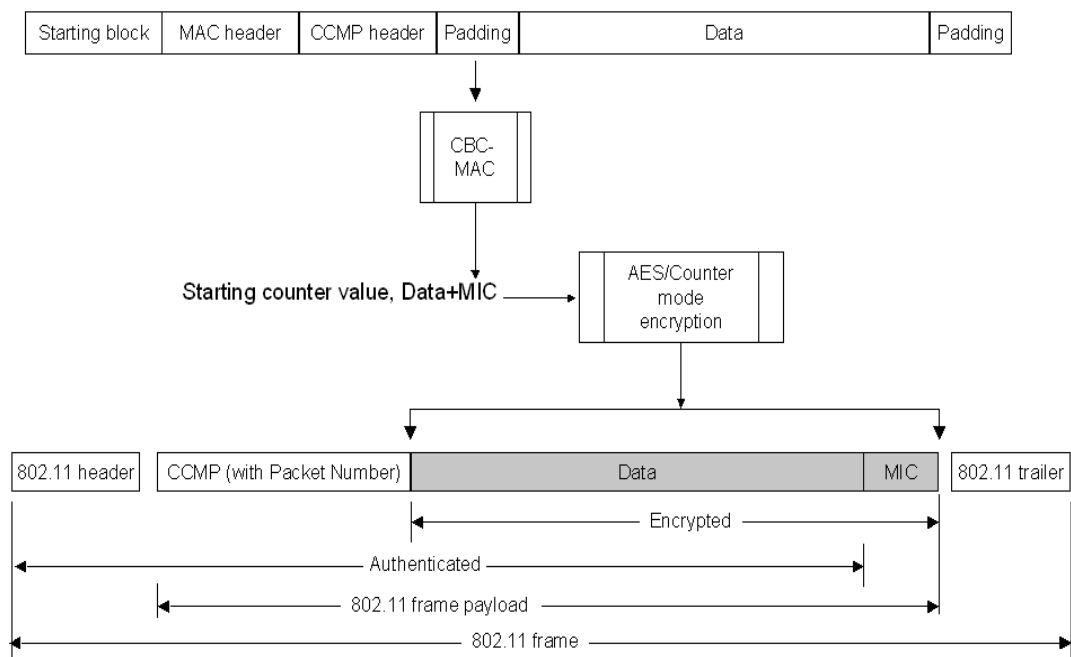 Starting block MAC header CCMP header Padding Data Padding
CBC-
MAC
Starting counter value, Data+MIC
AES/Counter
mode
encryption
802.11 header CCMP (with Packet Number) Data MIC 802.11 trailer
Encrypted
Authenticated
802.11 frame payload
802.11 frame